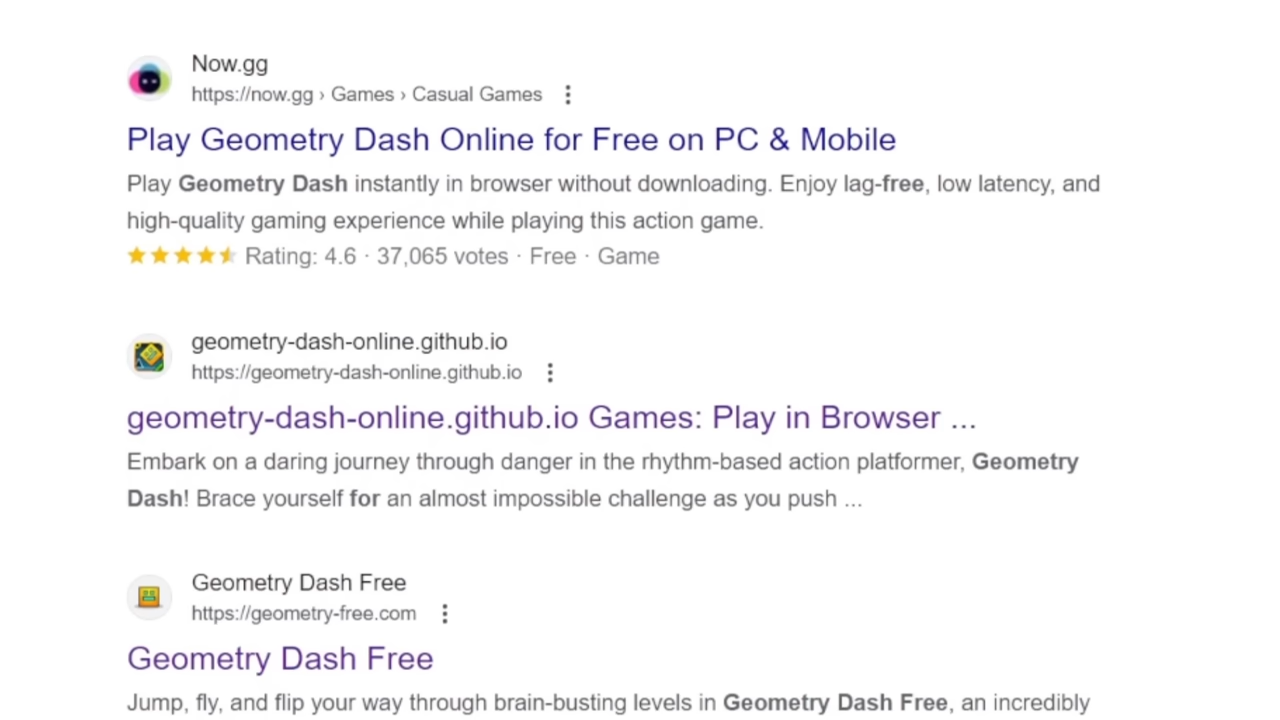 Now.gg
https://now.gg › Games › Casual Games
Play Geometry Dash Online for Free on PC & Mobile
Play Geometry Dash instantly in browser without downloading. Enjoy lag-free, low latency, and
high-quality gaming experience while playing this action game.
Rating: 4.6 · 37,065 votes · Free · Game
geometry-dash-online.github.io
https://geometry-dash-online.github.io
geometry-dash-online.github.io Games: Play in Browser ...
Embark on a daring journey through danger in the rhythm-based action platformer, Geometry
Dash! Brace yourself for an almost impossible challenge as you push ...
Geometry Dash Free
https://geometry-free.com
Geometry Dash Free
Jump, fly, and flip your way through brain-busting levels in Geometry Dash Free, an incredibly